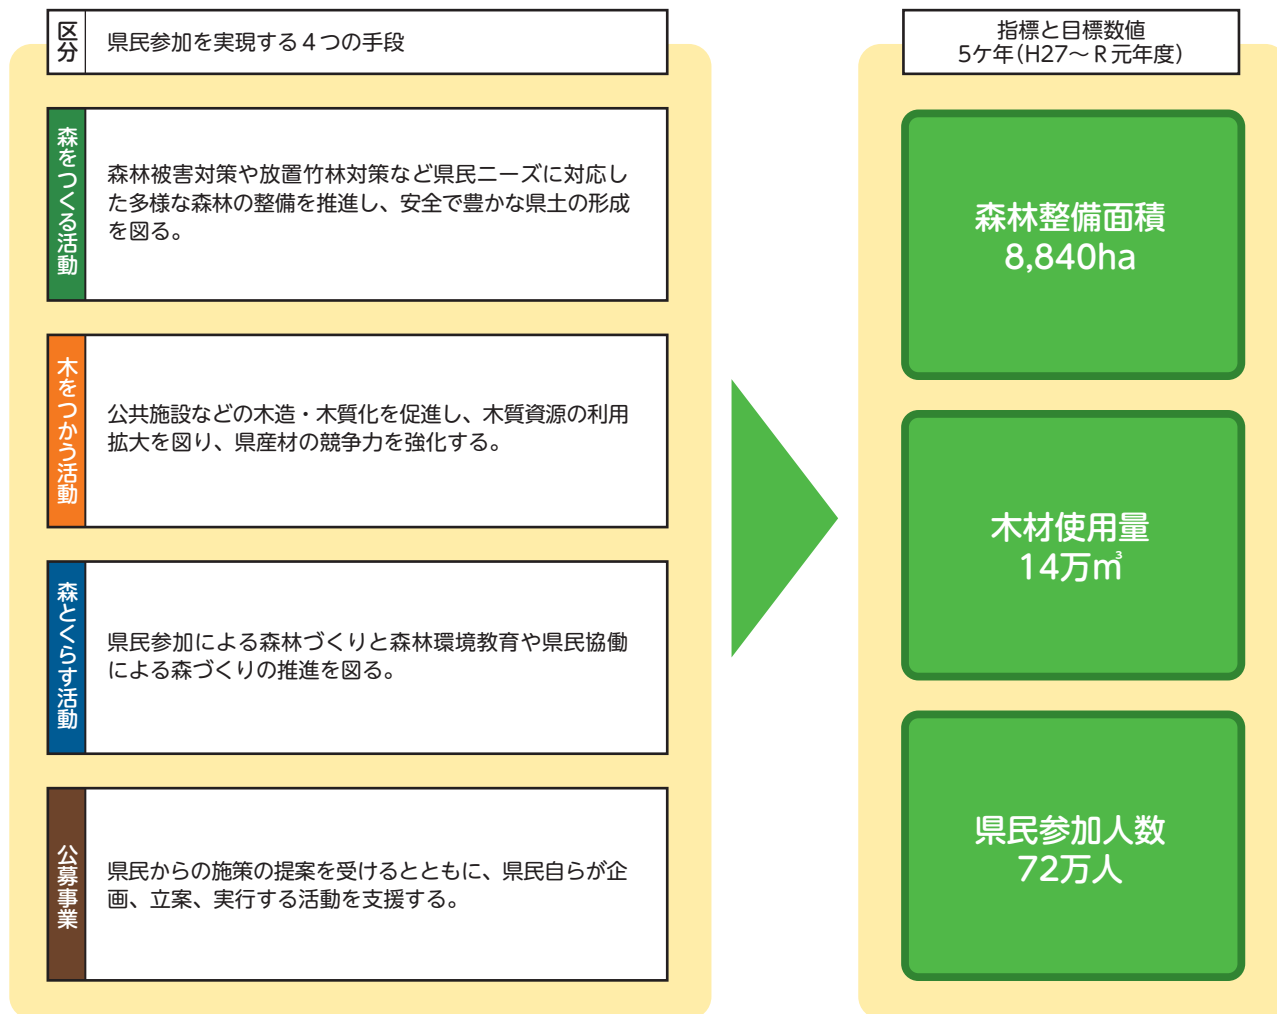 区分
県民参加を実現する4つの手段
森をつくる活動
森林被害対策や放置竹林対策など県民ニーズに対応し
た多様な森林の整備を推進し、安全で豊かな県土の形成
を図る。
木をつかう活動
公共施設などの木造・木質化を促進し、木質資源の利用
拡大を図り、県産材の競争力を強化する。
森とくらす活動
県民参加による森林づくりと森林環境教育や県民協働
による森づくりの推進を図る。
公募事業
県民からの施策の提案を受けるとともに、県民自らが企
画、立案、実行する活動を支援する。
指標と目標数値
5ケ年(H27〜R元年度)
森林整備面積
8,840ha
木材使用量
14万㎥
県民参加人数
72万人